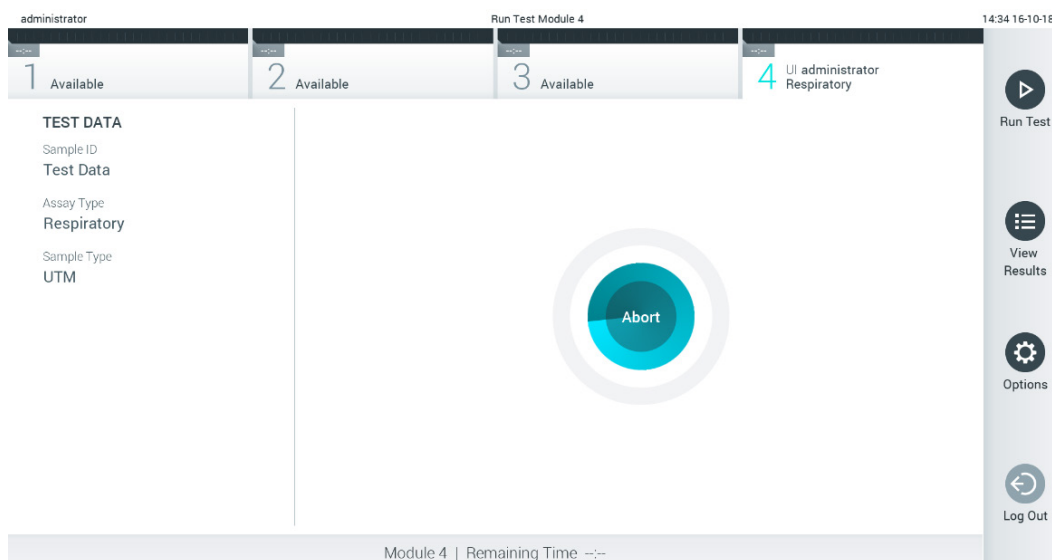 administrator
Run Test Module 4
14:34 16-10-18
--:--
--:--
--:--
--:--
1 Available
2 Available
3 Available
4 UI administrator
Respiratory
TEST DATA
Sample ID
Test Data
Assay Type
Respiratory
Sample Type
UTM
Abort
Run Test
View
Results
Options
Log Out
Module 4 | Remaining Time --:--